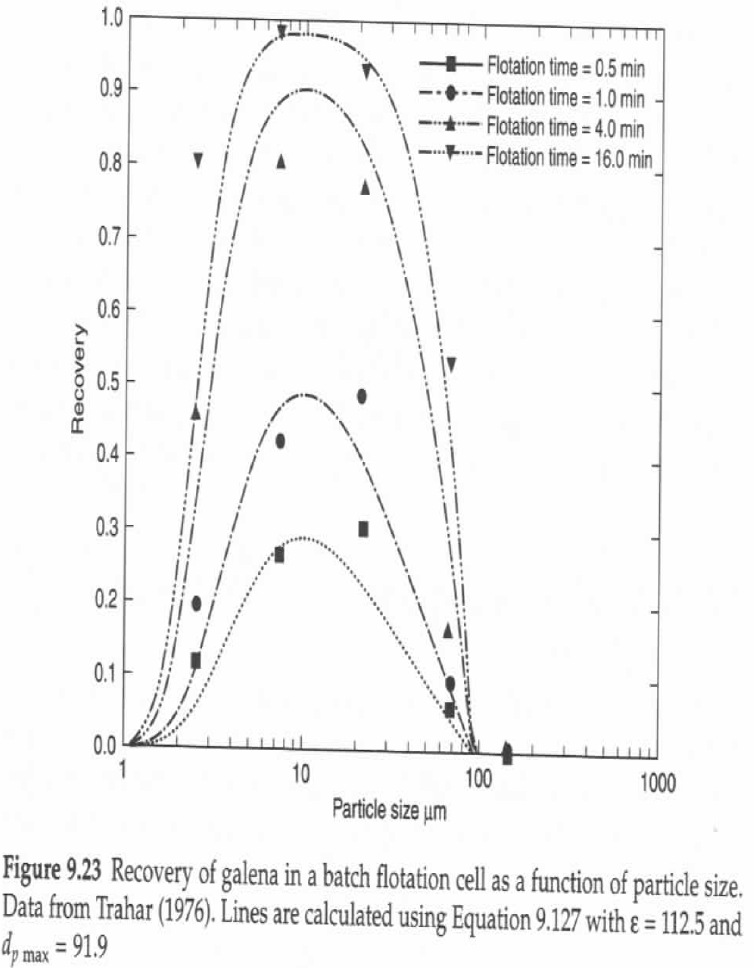 1.0
0.9
0.8
0.7
0.6
0.5
0.4
0.3
0.2
0.1
0.0
Recovery
Flotation time = 0.5 min
Flotation time = 1.0 min
Flotation time = 4.0 min
Flotation time = 16.0 min
1 10 100 1000
Particle size μm
Figure 9.23 Recovery of galena in a batch flotation cell as a function of particle size.
Data from Trahar (1976). Lines are calculated using Equation 9.127 with ε = 112.5 and
dp max = 91.9